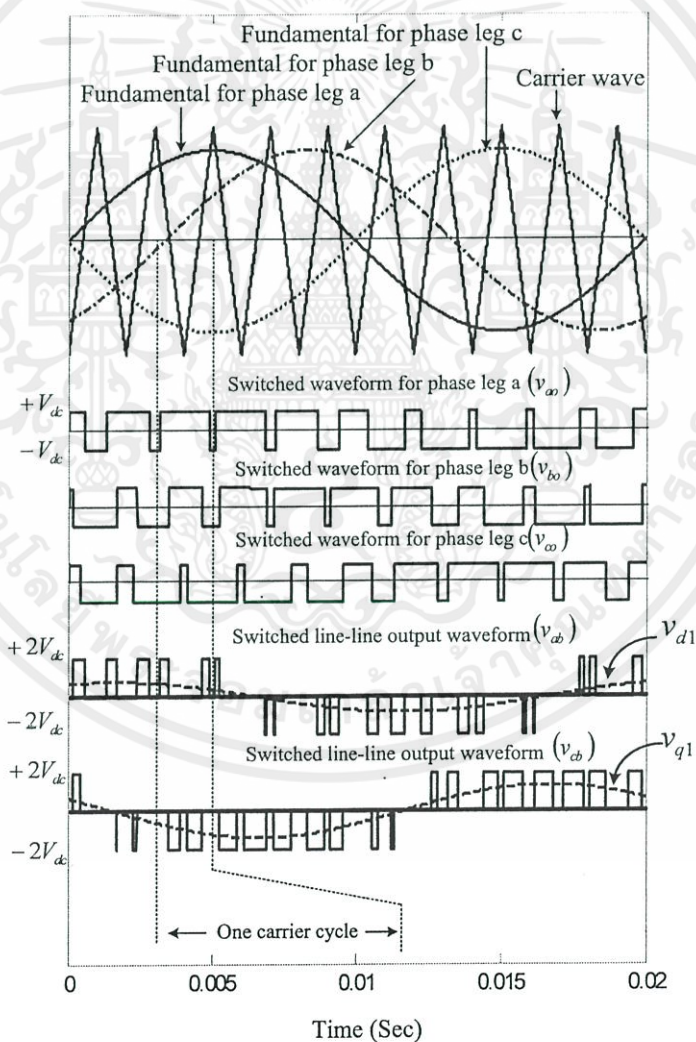 Fundamental for phase leg c
Fundamental for phase leg b
Fundamental for phase leg a
Carrier wave
Switched waveform for phase leg a (v_ao)
+V_dc
-V_dc
Switched waveform for phase leg b(v_bo)
Switched waveform for phase leg c(v_co)
Switched line-line output waveform (v_ab)
v_d1
+2V_dc
-2V_dc
Switched line-line output waveform (v_cb)
v_q1
+2V_dc
-2V_dc
One carrier cycle
0 0.005 0.01 0.015 0.02
Time (Sec)